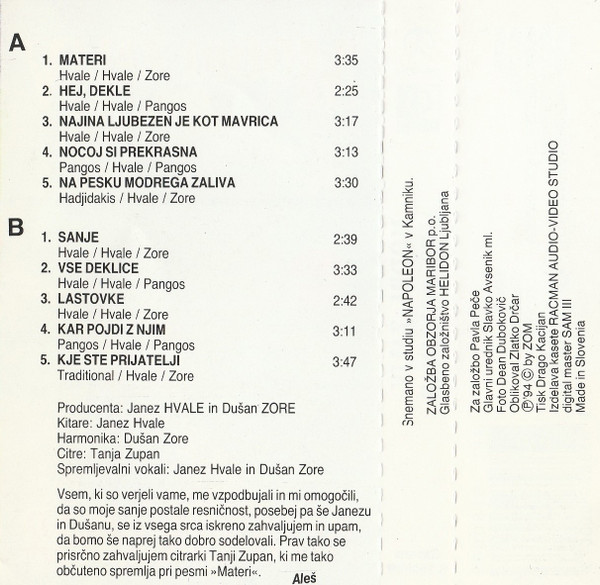 A
1. MATERI 3:35
Hvale / Hvale / Zore
2. HEJ, DEKLE 2:25
Hvale / Hvale / Pangos
3. NAJINA LJUBEZEN JE KOT MAVRICA 3:17
Hvale / Hvale / Zore
4. NOCOJ SI PREKRASNA 3:13
Pangos / Hvale / Pangos
5. NA PESKU MODREGA ZALIVA 3:30
Hadjidakis / Hvale / Zore
B
1. SANJE 2:39
Hvale / Hvale / Zore
2. VSE DEKLICE 3:33
Hvale / Hvale / Pangos
3. LASTOVKE 2:42
Hvale / Hvale / Zore
4. KAR POJDI Z NJIM 3:11
Pangos / Hvale / Pangos
5. KJE STE PRIJATELJI 3:47
Traditional / Hvale / Zore
Producenta: Janez HVALE in Dušan ZORE
Kitare: Janez Hvale
Harmonika: Dušan Zore
Citre: Tanja Zupan
Spremljevalni vokali: Janez Hvale in Dušan Zore
Vsem, ki so verjeli vame, me vzpodbujali in mi omogočili,
da so moje sanje postale resničnost, posebej pa še Janezu
in Dušanu, se iz vsega srca iskreno zahvaljujem in upam,
da bomo še naprej tako dobro sodelovali. Prav tako se
prisrčno zahvaljujem citrarki Tanji Zupan, ki me tako
občuteno spremlja pri pesmi »Materi«.
Aleš
Snemano v studiu »NAPOLEON« v Kamniku.
ZALOŽBA OBZORJA MARIBOR p.o.
Glasbeno založništvo HELIDON Ljubljana
Za založbo Pavla Peče
Glavni urednik Slavko Avsenik ml.
Foto Dean Dubokovič
Oblikoval Zlatko Drčar
℗'94 © by ZOM
Tisk Drago Kacijan
Izdelava kasete RACMAN AUDIO-VIDEO STUDIO
digital master SAM III
Made in Slovenia